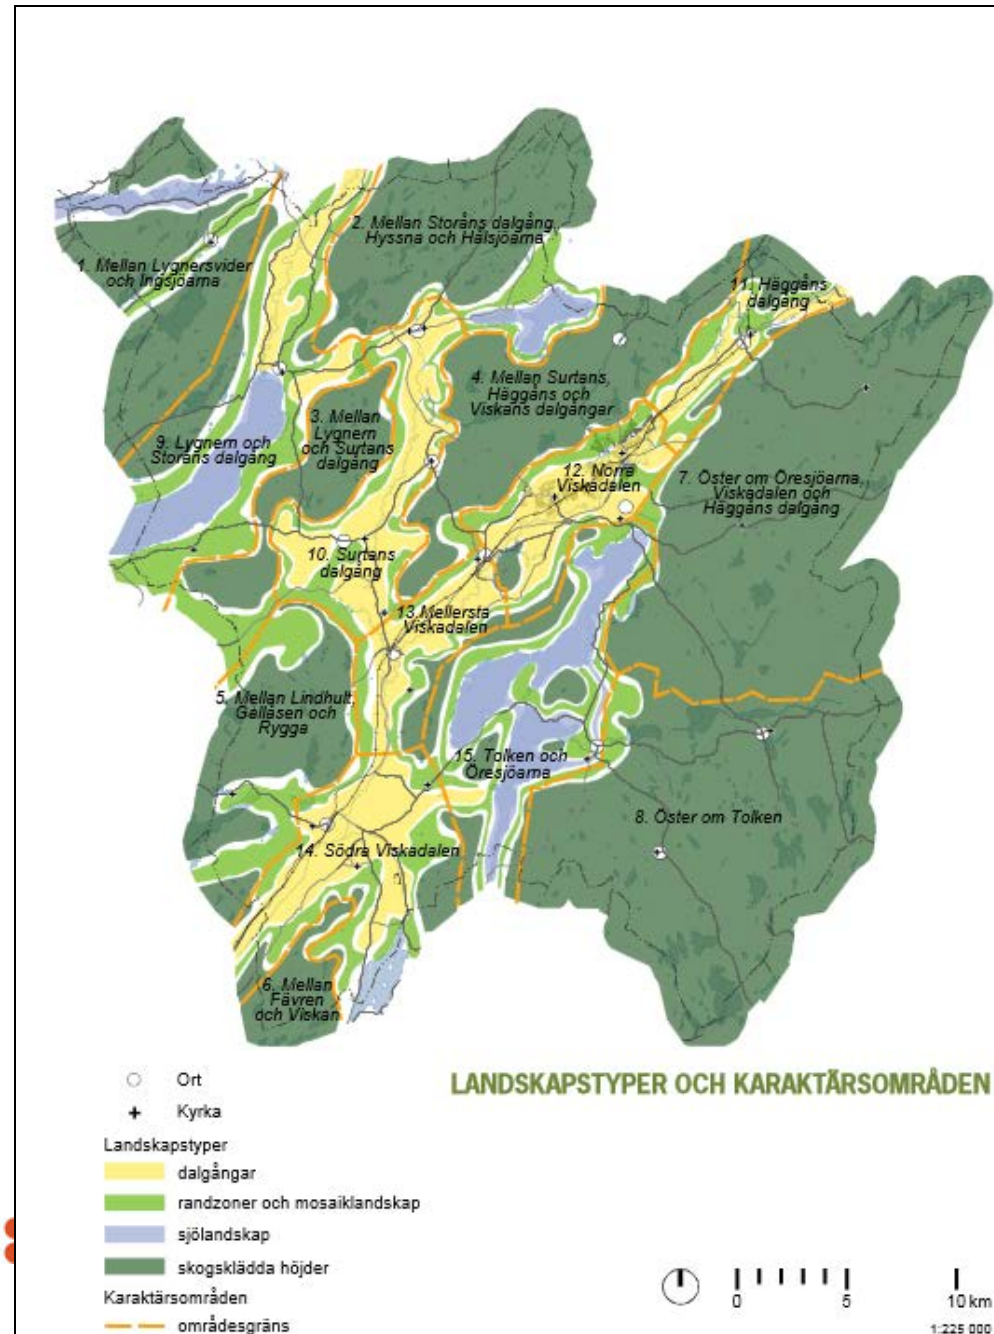 2. Mellan Storåns dalgång,
Hyssna och Hälsjöarna
1. Mellan Lygnersvider
och Ingsjöarna
11. Häggåns
dalgång
4. Mellan Surtans,
Häggåns och
Viskans dalgångar
3. Mellan
Lygnern
och Surtans
dalgång
9. Lygnern och
Storåns dalgång
12. Norra
Viskadalen
7. Öster om Öresjöarna,
Viskadalen och
Häggåns dalgång
10. Surtans
dalgång
13.Mellersta
Viskadalen
5. Mellan Lindhult,
Gällåsen och
Rygga
15. Tolken och
Öresjöarna
8. Öster om Tolken
14. Södra Viskadalen
6. Mellan
Fävren
och Viskan
LANDSKAPSTYPER OCH KARAKTÄRSOMRÅDEN
Ort
Kyrka
Landskapstyper
dalgångar
randzoner och mosaiklandskap
sjölandskap
skogsklädda höjder
Karaktärsområden
områdesgräns
0 5 10 km
1:225 000